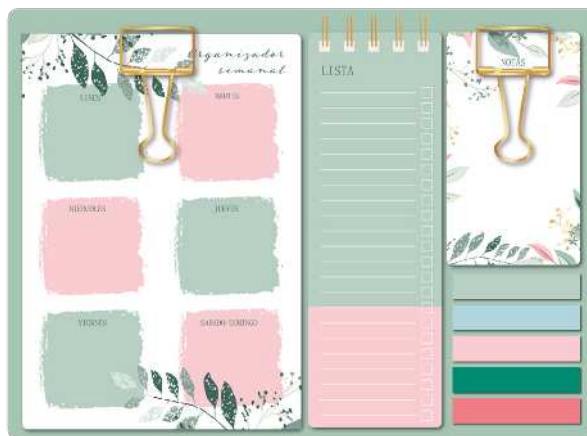 Organizador
semanal
LUNES
MARTES
MIÉRCOLES
JUEVES
VIERNES
SÁBADO-DOMINGO
LISTA
NOTAS